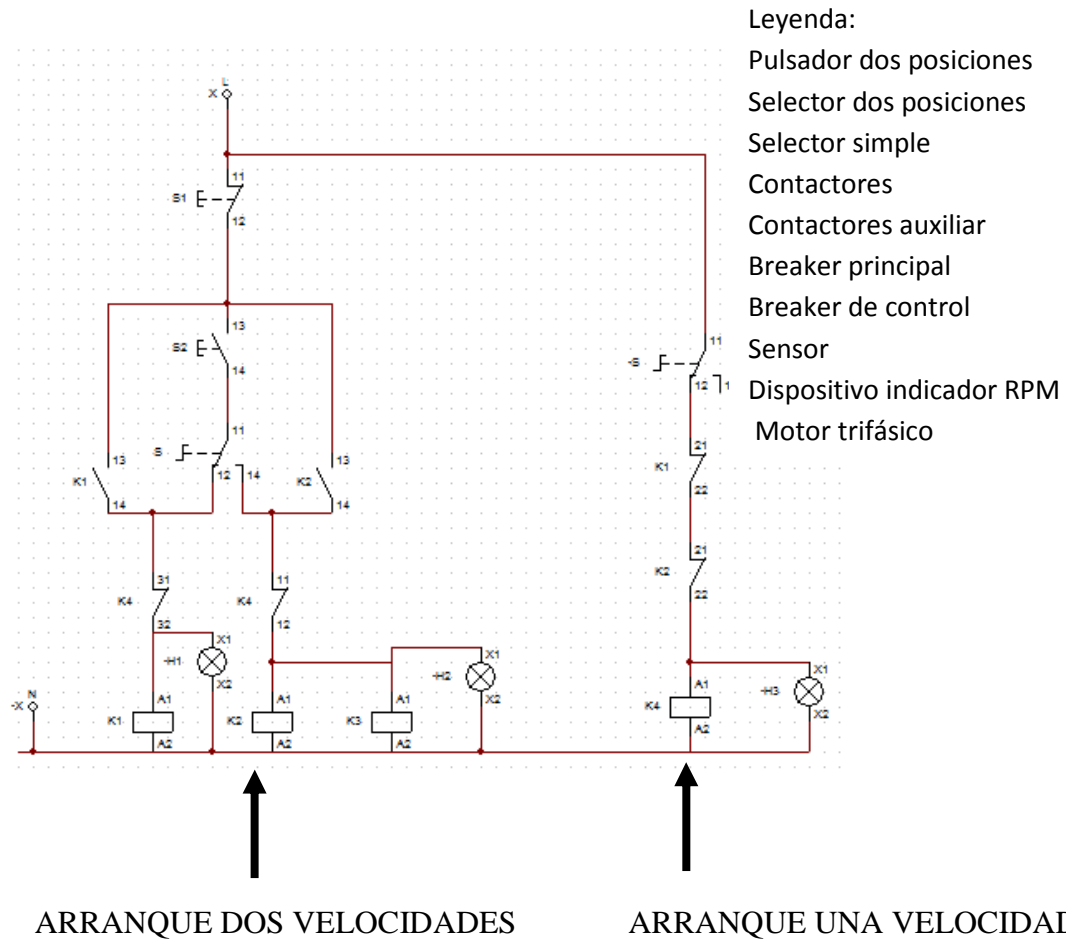 Leyenda:
Pulsador dos posiciones
Selector dos posiciones
Selector simple
Contactores
Contactores auxiliar
Breaker principal
Breaker de control
Sensor
Dispositivo indicador RPM
Motor trifásico
L
X
11
S1
12
13
S2
14
11
S
12 14
13
K1
14
13
K2
14
11
-S
12 1
21
K1
22
21
K2
22
31
K4
32
11
K4
12
X1
-H1
X2
X1
-H2
X2
X1
-H3
X2
N
-X
A1
K1
A2
A1
K2
A2
A1
K3
A2
A1
K4
A2
ARRANQUE DOS VELOCIDADES
ARRANQUE UNA VELOCIDAD